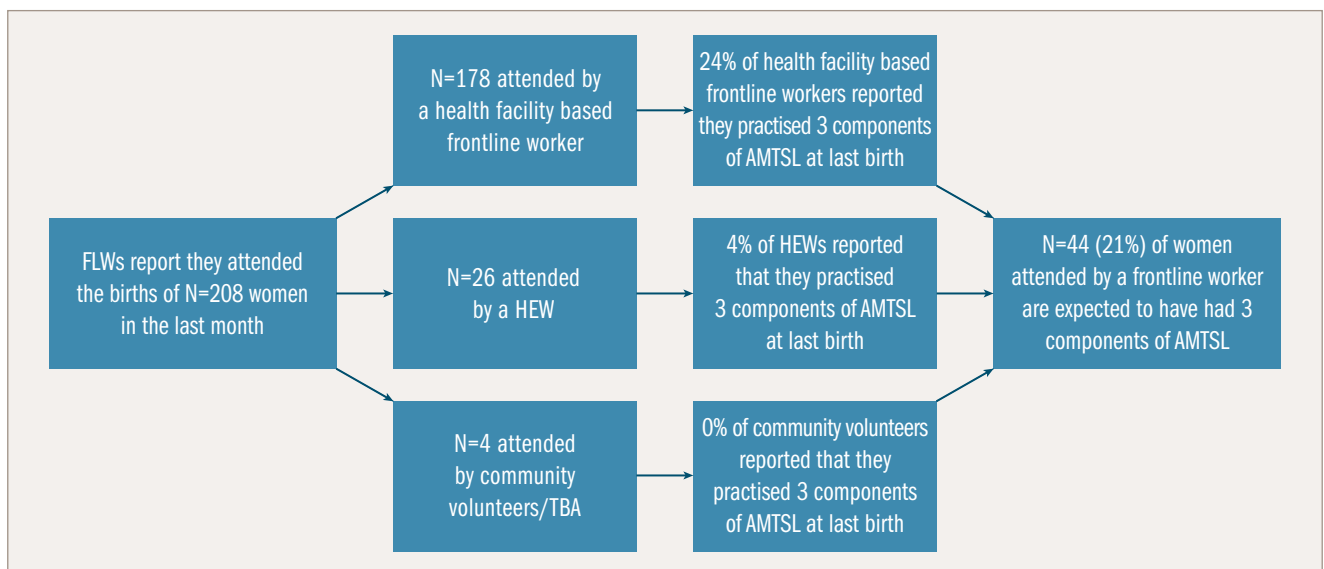 FLWs report they attended
the births of N=208 women
in the last month
N=178 attended by
a health facility based
frontline worker
24% of health facility based
frontline workers reported
they practised 3 components
of AMTSL at last birth
N=26 attended
by a HEW
4% of HEWs reported
that they practised
3 components of AMTSL
at last birth
N=4 attended
by community
volunteers/TBA
0% of community volunteers
reported that they
practised 3 components
of AMTSL at last birth
N=44 (21%) of women
attended by a frontline worker
are expected to have had 3
components of AMTSL